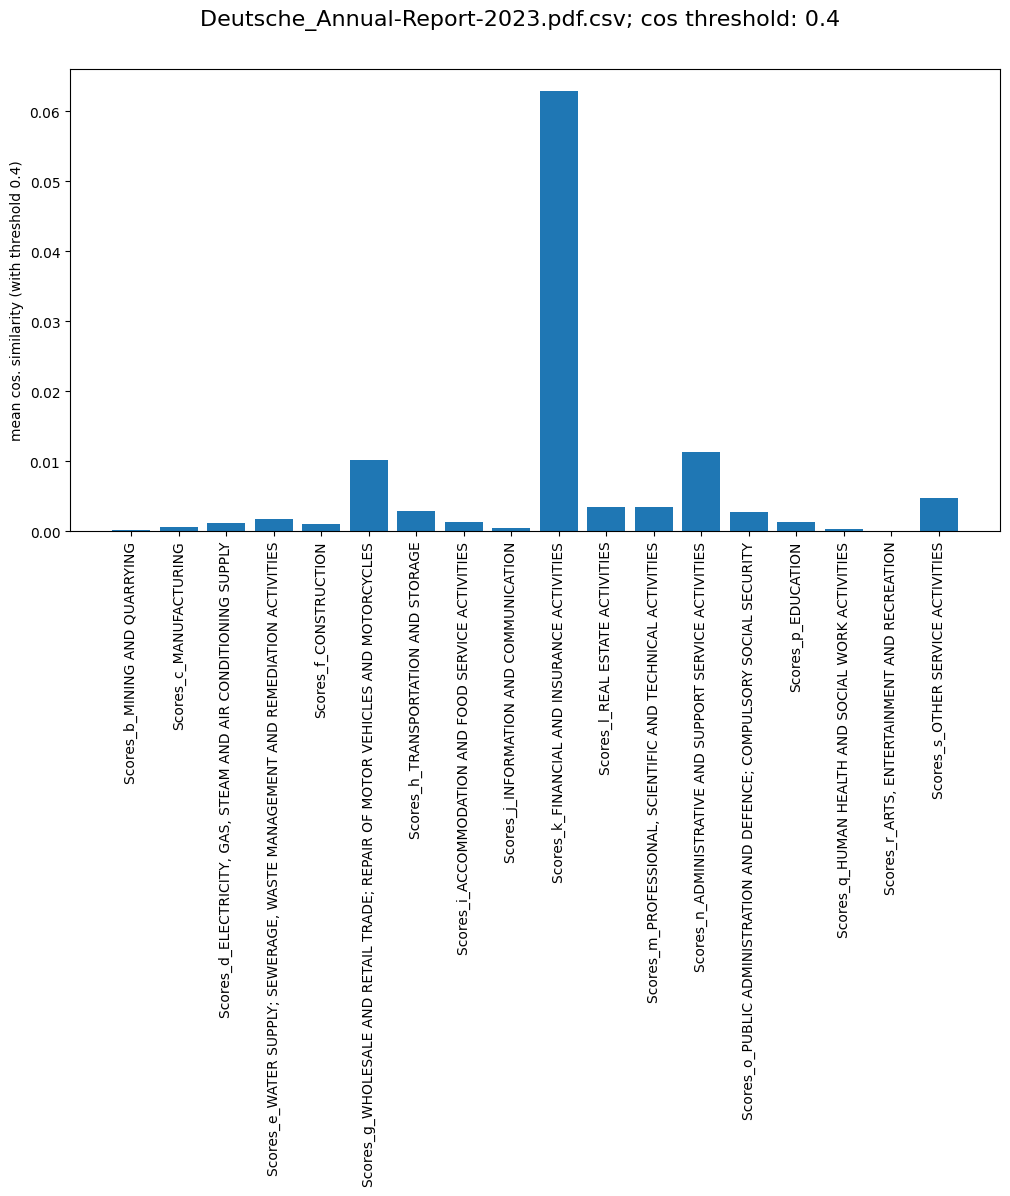 Deutsche_Annual-Report-2023.pdf.csv; cos threshold: 0.4
mean cos. similarity (with threshold 0.4)
0.06
0.05
0.04
0.03
0.02
0.01
0.00
Scores_b_MINING AND QUARRYING
Scores_c_MANUFACTURING
Scores_d_ELECTRICITY, GAS, STEAM AND AIR CONDITIONING SUPPLY
Scores_e_WATER SUPPLY; SEWERAGE, WASTE MANAGEMENT AND REMEDIATION ACTIVITIES
Scores_f_CONSTRUCTION
Scores_g_WHOLESALE AND RETAIL TRADE; REPAIR OF MOTOR VEHICLES AND MOTORCYCLES
Scores_h_TRANSPORTATION AND STORAGE
Scores_i_ACCOMMODATION AND FOOD SERVICE ACTIVITIES
Scores_j_INFORMATION AND COMMUNICATION
Scores_k_FINANCIAL AND INSURANCE ACTIVITIES
Scores_l_REAL ESTATE ACTIVITIES
Scores_m_PROFESSIONAL, SCIENTIFIC AND TECHNICAL ACTIVITIES
Scores_n_ADMINISTRATIVE AND SUPPORT SERVICE ACTIVITIES
Scores_o_PUBLIC ADMINISTRATION AND DEFENCE; COMPULSORY SOCIAL SECURITY
Scores_p_EDUCATION
Scores_q_HUMAN HEALTH AND SOCIAL WORK ACTIVITIES
Scores_r_ARTS, ENTERTAINMENT AND RECREATION
Scores_s_OTHER SERVICE ACTIVITIES